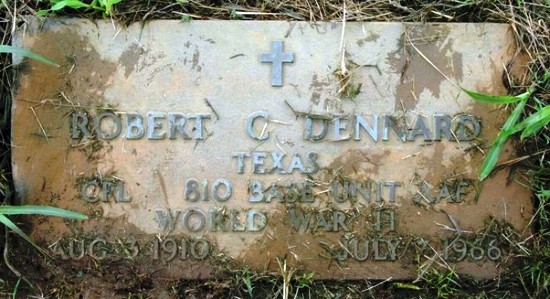 ROBERT C DENNARD
TEXAS
CPL 810 BASE UNIT AAF
WORLD WAR II
AUG 3 1910 JULY 1966